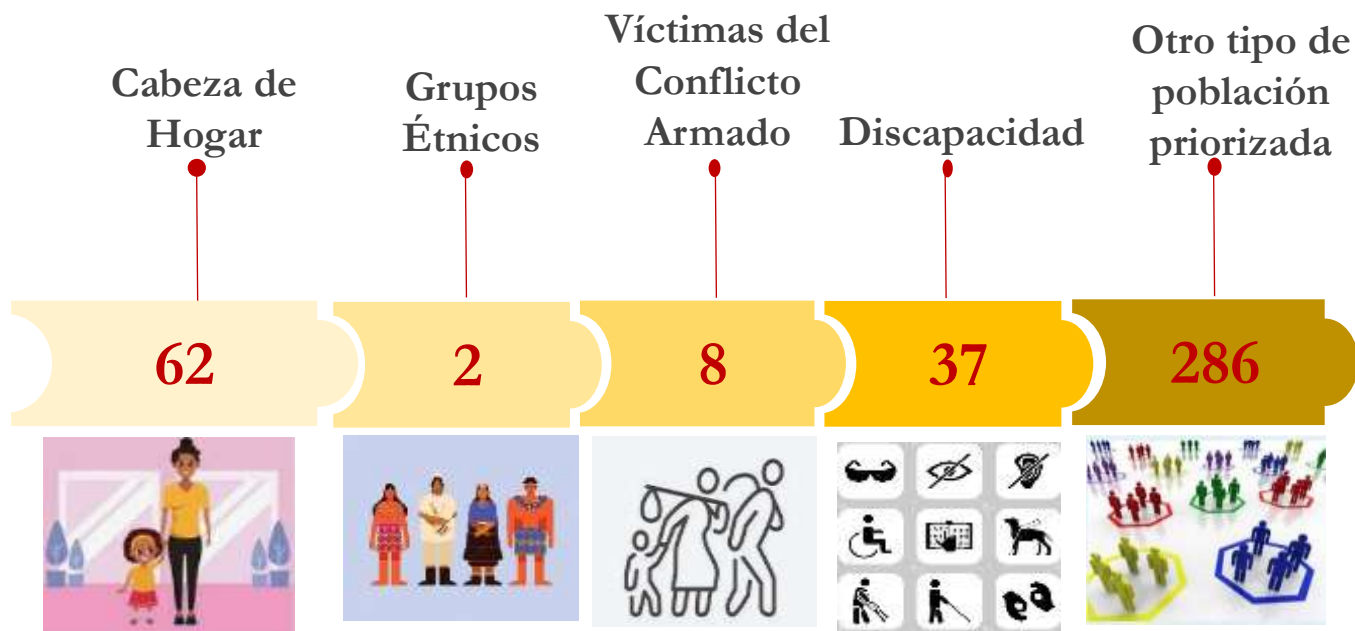 Cabeza de
Hogar
Grupos
Étnicos
Víctimas del
Conflicto
Armado
Discapacidad
Otro tipo de
población
priorizada
62
2
8
37
286